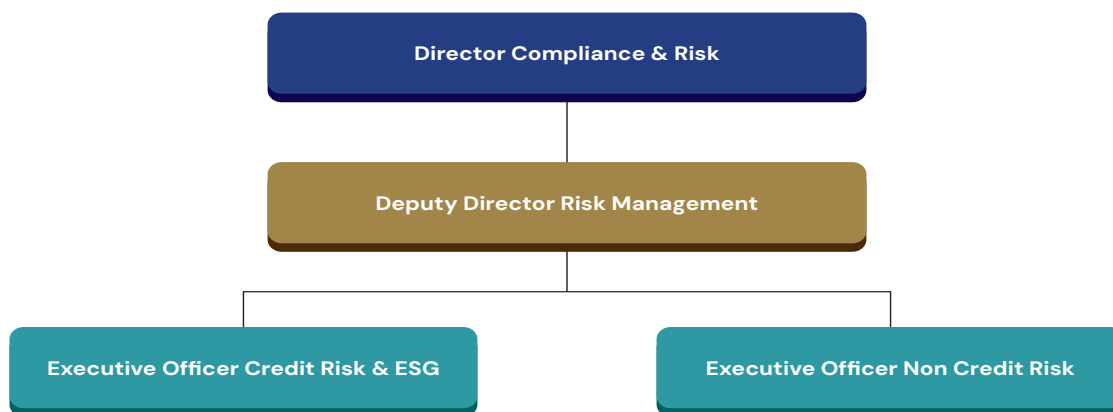 Director Compliance & Risk
Deputy Director Risk Management
Executive Officer Credit Risk & ESG
Executive Officer Non Credit Risk